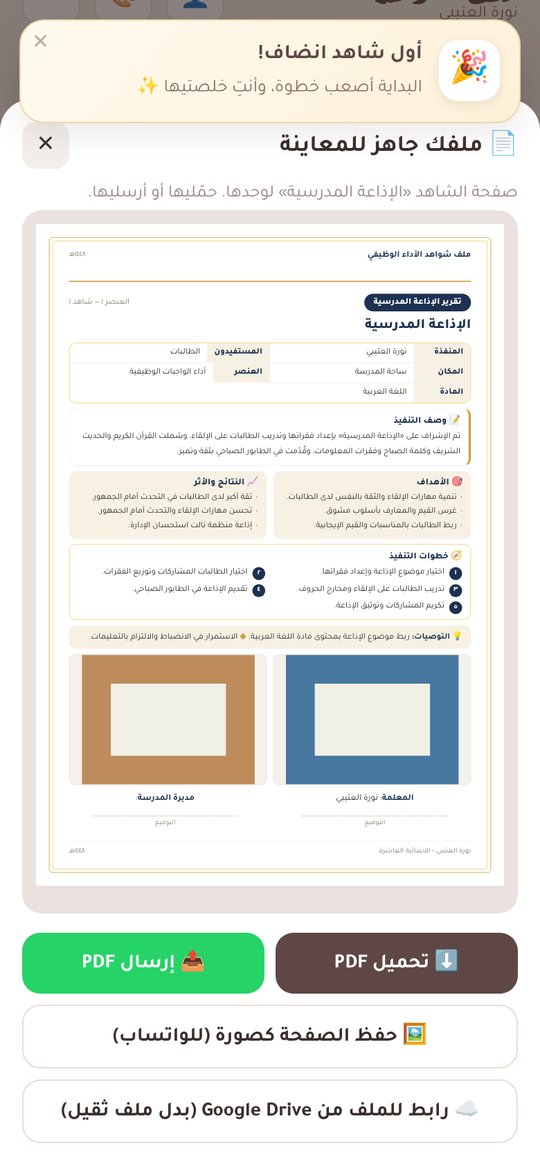 نورة العتيبي
أول شاهد انضاف!
البداية أصعب خطوة، وأنتِ خلصتيها ✨
ملفك جاهز للمعاينة
صفحة الشاهد «الإذاعة المدرسية» لوحدها. حمّليها أو أرسليها.
ملف شواهد الأداء الوظيفي
١٤٤٨هـ
تقرير الإذاعة المدرسية
العنصر ١ – شاهد ١
الإذاعة المدرسية
المنفذة نورة العتيبي المستفيدون الطالبات
المكان ساحة المدرسة العنصر أداء الواجبات الوظيفية
المادة اللغة العربية
وصف التنفيذ
تم الإشراف على «الإذاعة المدرسية» بإعداد فقراتها وتدريب الطالبات على الإلقاء، وشملت القرآن الكريم والحديث
الشريف وكلمة الصباح وفقرات المعلومات، وقُدّمت في الطابور الصباحي بثقة وتميز.
الأهداف
· تنمية مهارات الإلقاء والثقة بالنفس لدى الطالبات.
· غرس القيم والمعارف بأسلوب مشوق.
· ربط الطالبات بالمناسبات والقيم الإيجابية.
النتائج والأثر
· ثقة أكبر لدى الطالبات في التحدث أمام الجمهور.
· تحسن مهارات الإلقاء والتحدث أمام الجمهور.
· إذاعة منظمة نالت استحسان الإدارة.
خطوات التنفيذ
١ اختيار موضوع الإذاعة وإعداد فقراتها.
٢ اختيار الطالبات المشاركات وتوزيع الفقرات.
٣ تدريب الطالبات على الإلقاء ومخارج الحروف.
٤ تقديم الإذاعة في الطابور الصباحي.
٥ تكريم المشاركات وتوثيق الإذاعة.
التوصيات: ربط موضوع الإذاعة بمحتوى مادة اللغة العربية. ◆ الاستمرار في الانضباط والالتزام بالتعليمات.
المعلمة: نورة العتيبي
مديرة المدرسة:
التوقيع
التوقيع
نورة العتيبي - الابتدائية العاشرة
١٤٤٨هـ
تحميل PDF
إرسال PDF
حفظ الصفحة كصورة (للواتساب)
رابط للملف من Google Drive (بدل ملف ثقيل)